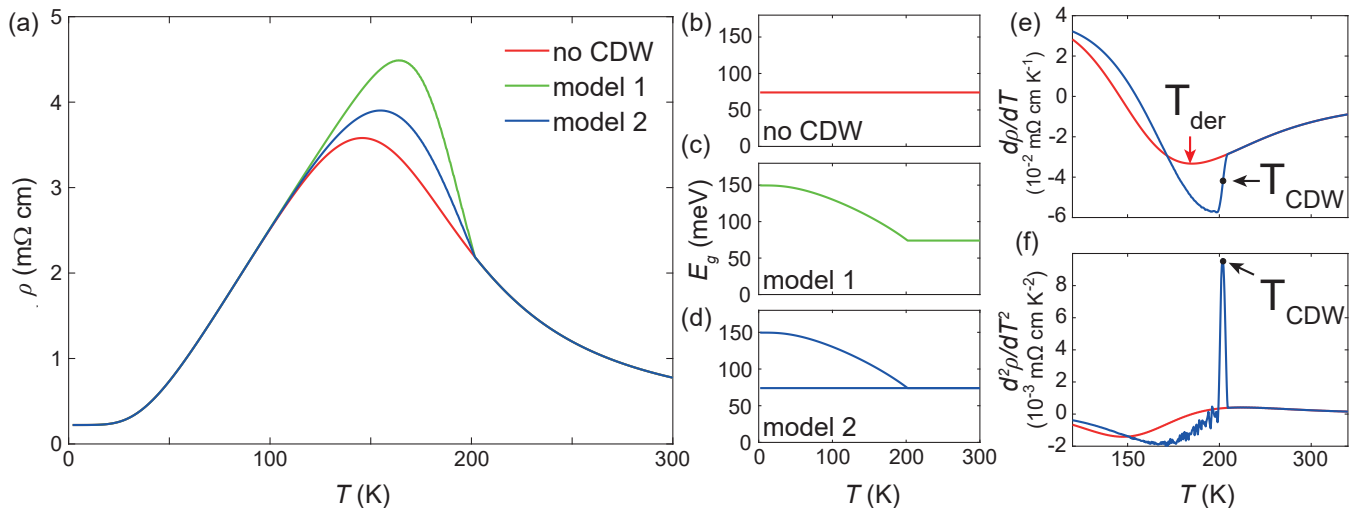 (a)
5
4
3
2
1
0
ρ (mΩ cm)
no CDW
model 1
model 2
0
100
200
300
T (K)
(b)
150
100
50
0
no CDW
(c)
150
100
50
0
E_g (meV)
model 1
(d)
150
100
50
0
model 2
0
100
200
300
T (K)
(e)
4
2
0
-2
-4
-6
dρ/dT
(10⁻² mΩ cm K⁻¹)
T_der
T_CDW
(f)
8
6
4
2
0
-2
d²ρ/dT²
(10⁻³ mΩ cm K⁻²)
T_CDW
150
200
300
T (K)